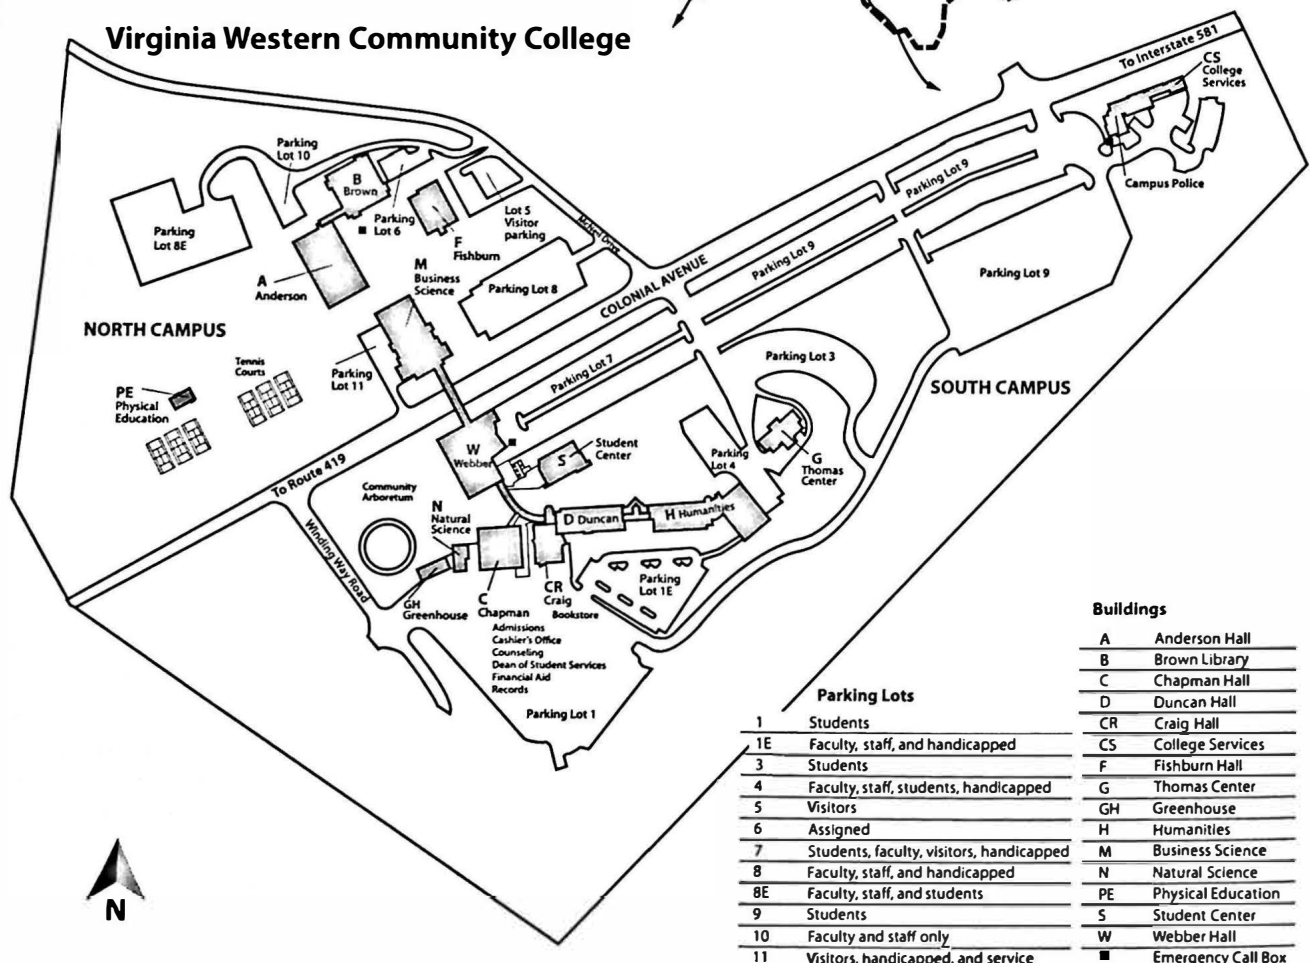 Virginia Western Community College
To Interstate 581
CS
College
Services
Parking
Lot 10
B
Brown
Parking Lot 9
Campus Police
Parking
Lot 6
Lot 5
Visitor
parking
Parking
Lot 8E
F
Fishburn
Parking Lot 9
Parking Lot 9
M
Business
Science
A
Anderson
Parking Lot 8
COLONIAL AVENUE
NORTH CAMPUS
Parking Lot 3
Tennis
Courts
Parking
Lot 11
Parking Lot 7
SOUTH CAMPUS
PE
Physical
Education
W
Webber
S
Student
Center
Parking
Lot 4
G
Thomas
Center
To Route 419
Community
Arboretum
N
Natural
Science
D Duncan
H Humanities
Winding Way Road
Parking
Lot 1E
GH
Greenhouse
C
Chapman
Admissions
Cashier's Office
Counseling
Dean of Student Services
Financial Aid
Records
CR
Craig
Bookstore
Parking Lot 1
N
Parking Lots
1 Students
1E Faculty, staff, and handicapped
3 Students
4 Faculty, staff, students, handicapped
5 Visitors
6 Assigned
7 Students, faculty, visitors, handicapped
8 Faculty, staff, and handicapped
8E Faculty, staff, and students
9 Students
10 Faculty and staff only
11 Visitors, handicapped, and service
Buildings
A Anderson Hall
B Brown Library
C Chapman Hall
D Duncan Hall
CR Craig Hall
CS College Services
F Fishburn Hall
G Thomas Center
GH Greenhouse
H Humanities
M Business Science
N Natural Science
PE Physical Education
S Student Center
W Webber Hall
■ Emergency Call Box